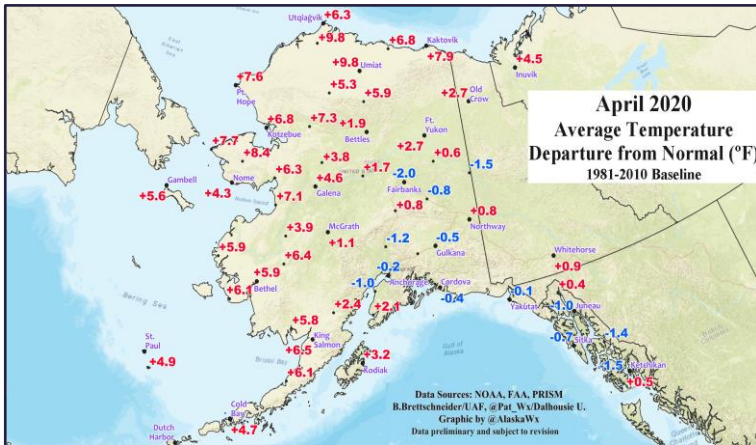 +6.3
Utqiaġvik
+9.8
+6.8
Kaktovik
+7.9
+4.5
Inuvik
+9.8
Umiat
+7.6
Pt.
Hope
+5.3
+5.9
+2.7
Old
Crow
April 2020
Average Temperature
Departure from Normal (ºF)
1981-2010 Baseline
+6.8
Kotzebue
+7.3
+1.9
Bettles
Ft.
Yukon
+2.7
+0.6
+7.7
+8.4
+3.8
+1.7
-1.5
Gambell
+5.6
+4.3
Nome
+6.3
+4.6
Galena
-2.0
Fairbanks
-0.8
+7.1
+0.8
+0.8
Northway
+3.9
McGrath
+1.1
-1.2
-0.5
Gulkana
+5.9
+6.4
Whitehorse
+0.9
+5.9
Bethel
+6.1
-0.2
-1.0
Anchorage
Cordova
-0.4
-0.1
Yakutat
+0.4
-1.0
Juneau
Bering Sea
+2.4
+2.1
+5.8
King
Salmon
-0.7
Sitka
-1.4
St.
Paul
+4.9
Gulf of
Alaska
+6.5
Bristol Bay
+3.2
Kodiak
-1.5
Ketchikan
+0.5
+6.1
Cold
Bay
+4.7
Dutch
Harbor
Data Sources: NOAA, FAA, PRISM
B.Brettschneider/UAF, @Pat_Wx/Dalhousie U.
Graphic by @AlaskaWx
Data preliminary and subject to revision